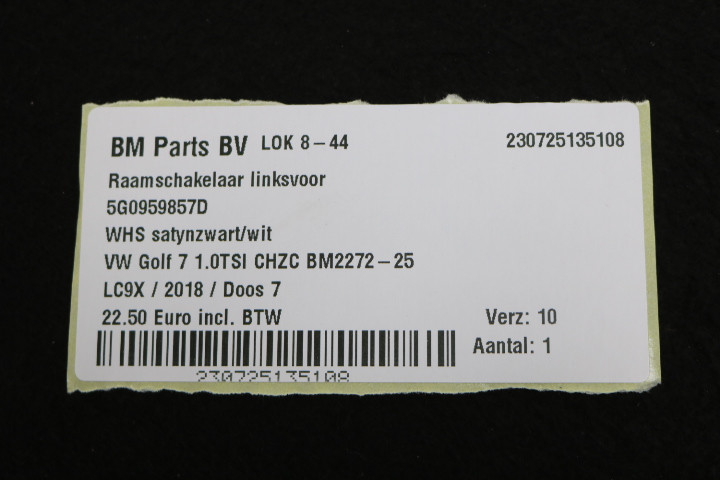 BM Parts BV LOK 8-44 230725135108
Raamschakelaar linksvoor
5G0959857D
WHS satynzwart/wit
VW Golf 7 1.0TSI CHZC BM2272-25
LC9X / 2018 / Doos 7
22.50 Euro incl. BTW Verz: 10
Aantal: 1
230725135108